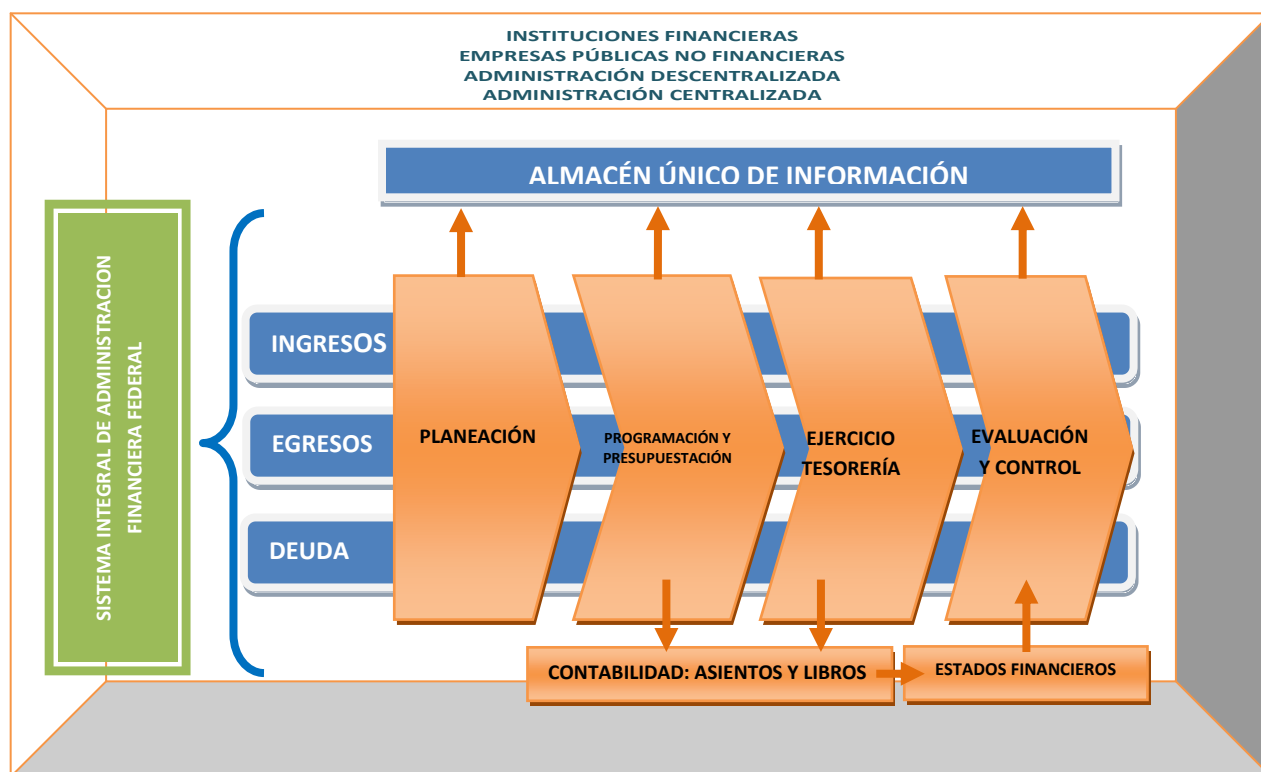 INSTITUCIONES FINANCIERAS
EMPRESAS PÚBLICAS NO FINANCIERAS
ADMINISTRACIÓN DESCENTRALIZADA
ADMINISTRACIÓN CENTRALIZADA
ALMACÉN ÚNICO DE INFORMACIÓN
SISTEMA INTEGRAL DE ADMINISTRACION
FINANCIERA FEDERAL
INGRESOS
EGRESOS
DEUDA
PLANEACIÓN
PROGRAMACIÓN Y
PRESUPUESTACIÓN
EJERCICIO
TESORERÍA
EVALUACIÓN
Y CONTROL
CONTABILIDAD: ASIENTOS Y LIBROS
ESTADOS FINANCIEROS